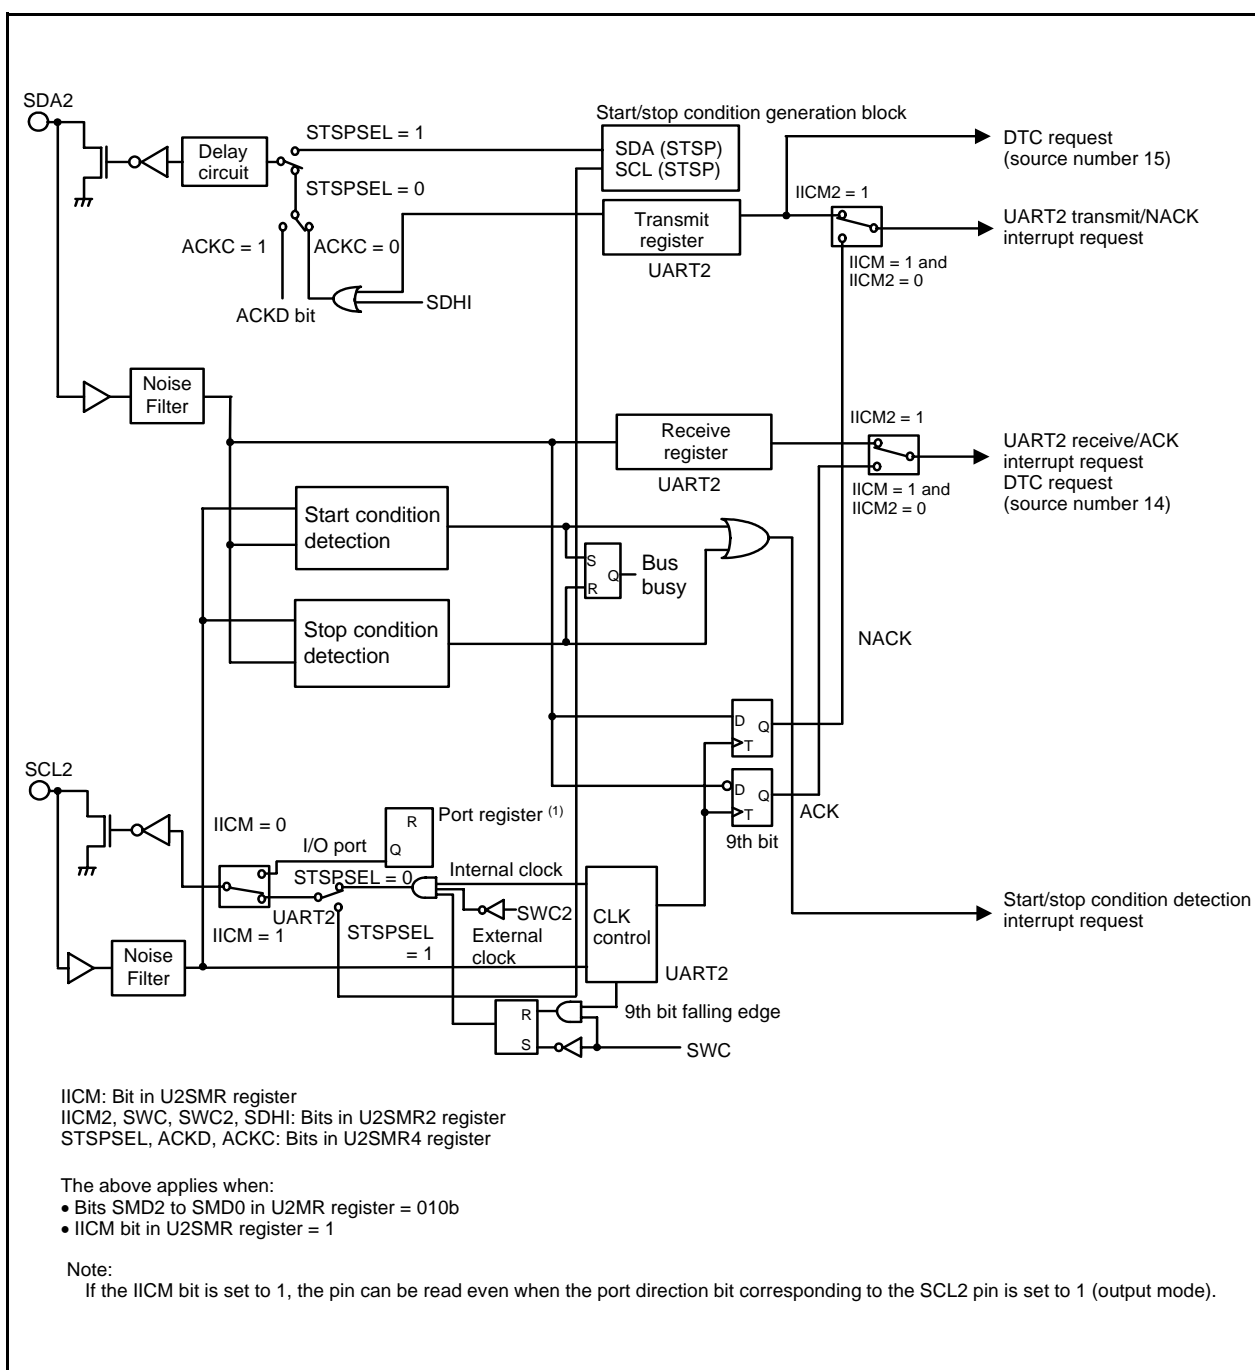 SDA2
STSPSEL = 1
Start/stop condition generation block
SDA (STSP)
SCL (STSP)
DTC request
(source number 15)
Delay
circuit
STSPSEL = 0
IICM2 = 1
Transmit
register
UART2
UART2 transmit/NACK
interrupt request
ACKC = 1
ACKC = 0
IICM = 1 and
IICM2 = 0
SDHI
ACKD bit
Noise
Filter
IICM2 = 1
Receive
register
UART2
UART2 receive/ACK
interrupt request
DTC request
(source number 14)
IICM = 1 and
IICM2 = 0
Start condition
detection
S
R
Q
Bus
busy
Stop condition
detection
NACK
D
Q
T
SCL2
D
Q
T
ACK
9th bit
IICM = 0
I/O port
R
Q
Port register (1)
STSPSEL = 0
Internal clock
UART2
SWC2
CLK
control
IICM = 1
STSPSEL
= 1
External
clock
UART2
Start/stop condition detection
interrupt request
Noise
Filter
R
S
9th bit falling edge
SWC
IICM: Bit in U2SMR register
IICM2, SWC, SWC2, SDHI: Bits in U2SMR2 register
STSPSEL, ACKD, ACKC: Bits in U2SMR4 register
The above applies when:
• Bits SMD2 to SMD0 in U2MR register = 010b
• IICM bit in U2SMR register = 1
Note:
If the IICM bit is set to 1, the pin can be read even when the port direction bit corresponding to the SCL2 pin is set to 1 (output mode).